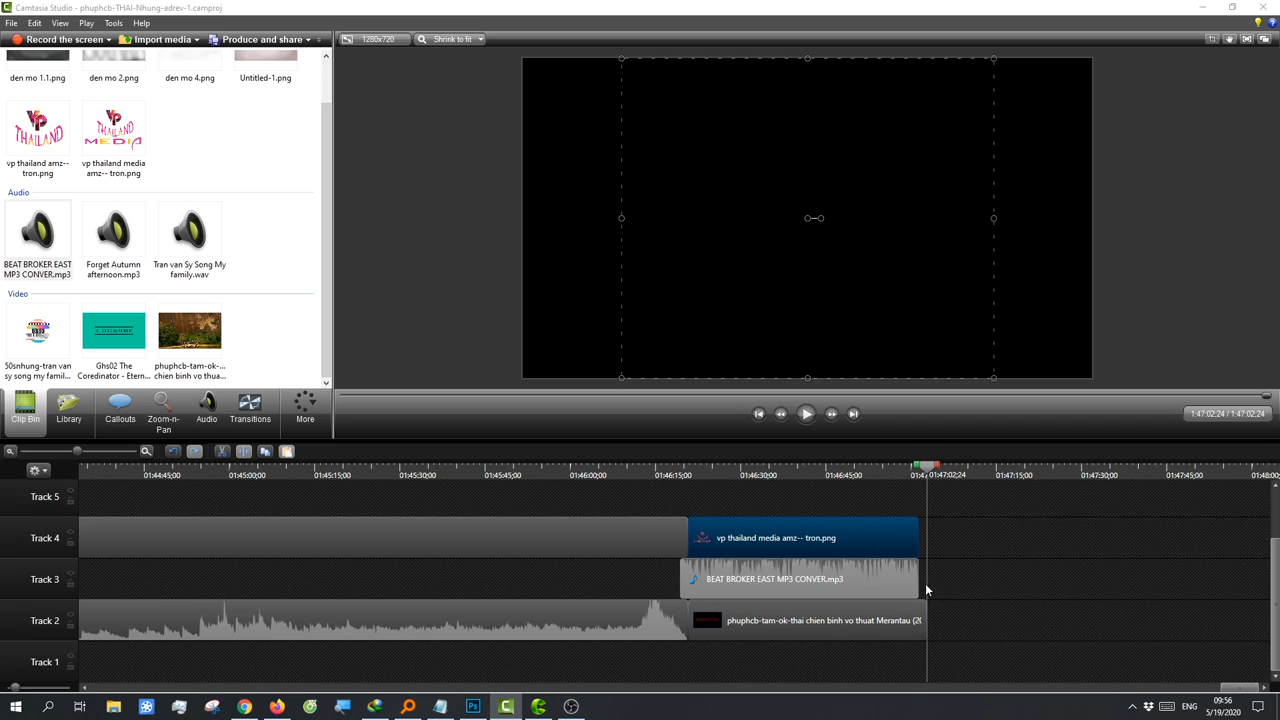 Camtasia Studio - phuphcb-THAI-Nhung-adrev-1.camproj
File Edit View Play Tools Help
Record the screen Import media Produce and share
1280x720 Shrink to fit
den mo 1.1.png den mo 2.png den mo 4.png Untitled-1.png
VP THAILAND
VP THAILAND MEDIA
vp thailand amz-- tron.png
vp thailand media amz-- tron.png
Audio
BEAT BROKER EAST MP3 CONVER.mp3
Forget Autumn afternoon.mp3
Tran van Sy Song My family.wav
Video
50snhung-tran van sy song my famil...
Ghs02 The Coredinator - Etern...
phuphcb-tam-ok-... chien binh vo thua...
Clip Bin Library Callouts Zoom-n-Pan Audio Transitions More
1:47:02;24 / 1:47:02;24
01:44:45;00 01:45:00;00 01:45:15;00 01:45:30;00 01:45:45;00 01:46:00;00 01:46:15;00 01:46:30;00 01:46:45;00 01:47:02;24 01:47:15;00 01:47:30;00 01:47:45;00 01:48:00
Track 5
Track 4 vp thailand media amz-- tron.png
Track 3 BEAT BROKER EAST MP3 CONVER.mp3
Track 2 phuphcb-tam-ok-thai chien binh vo thuat Merantau (20
Track 1
ENG
09:56
5/19/2020